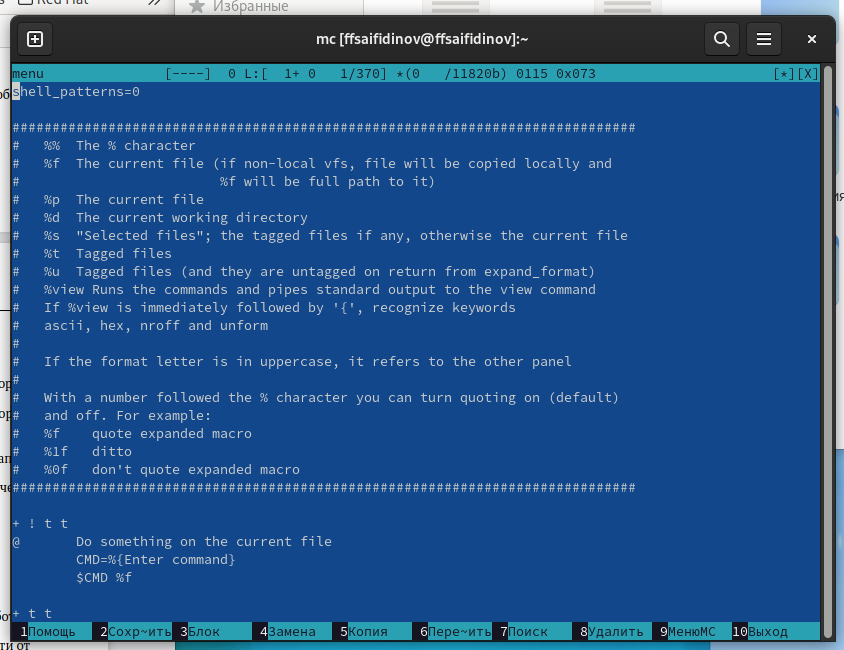 Red Hat
Избранные
mc [ffsaifidinov@ffsaifidinov]:~
menu [----] 0 L:[ 1+ 0 1/370] *(0 /11820b) 0115 0x073 [*][X]
shell_patterns=0
##############################################################################
# %% The % character
# %f The current file (if non-local vfs, file will be copied locally and
# %f will be full path to it)
# %p The current file
# %d The current working directory
# %s "Selected files"; the tagged files if any, otherwise the current file
# %t Tagged files
# %u Tagged files (and they are untagged on return from expand_format)
# %view Runs the commands and pipes standard output to the view command
# If %view is immediately followed by '{', recognize keywords
# ascii, hex, nroff and unform
#
# If the format letter is in uppercase, it refers to the other panel
#
# With a number followed the % character you can turn quoting on (default)
# and off. For example:
# %f quote expanded macro
# %1f ditto
# %0f don't quote expanded macro
##############################################################################
+ ! t t
@ Do something on the current file
CMD=%{Enter command}
$CMD %f
+ t t
1Помощь 2Сохр~ить 3Блок 4Замена 5Копия 6Пере~ить 7Поиск 8Удалить 9МенюMC 10Выход